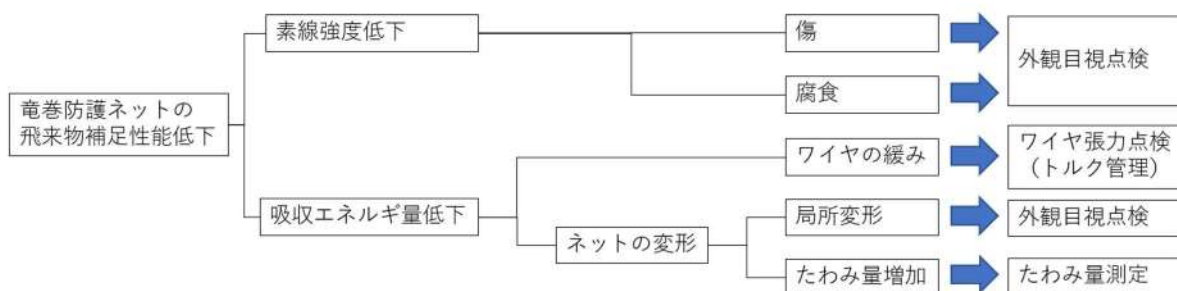 素線強度低下
傷
外観目視点検
腐食
竜巻防護ネットの
飛来物補足性能低下
ワイヤの緩み
ワイヤ張力点検
（トルク管理）
吸収エネルギ量低下
局所変形
外観目視点検
ネットの変形
たわみ量増加
たわみ量測定